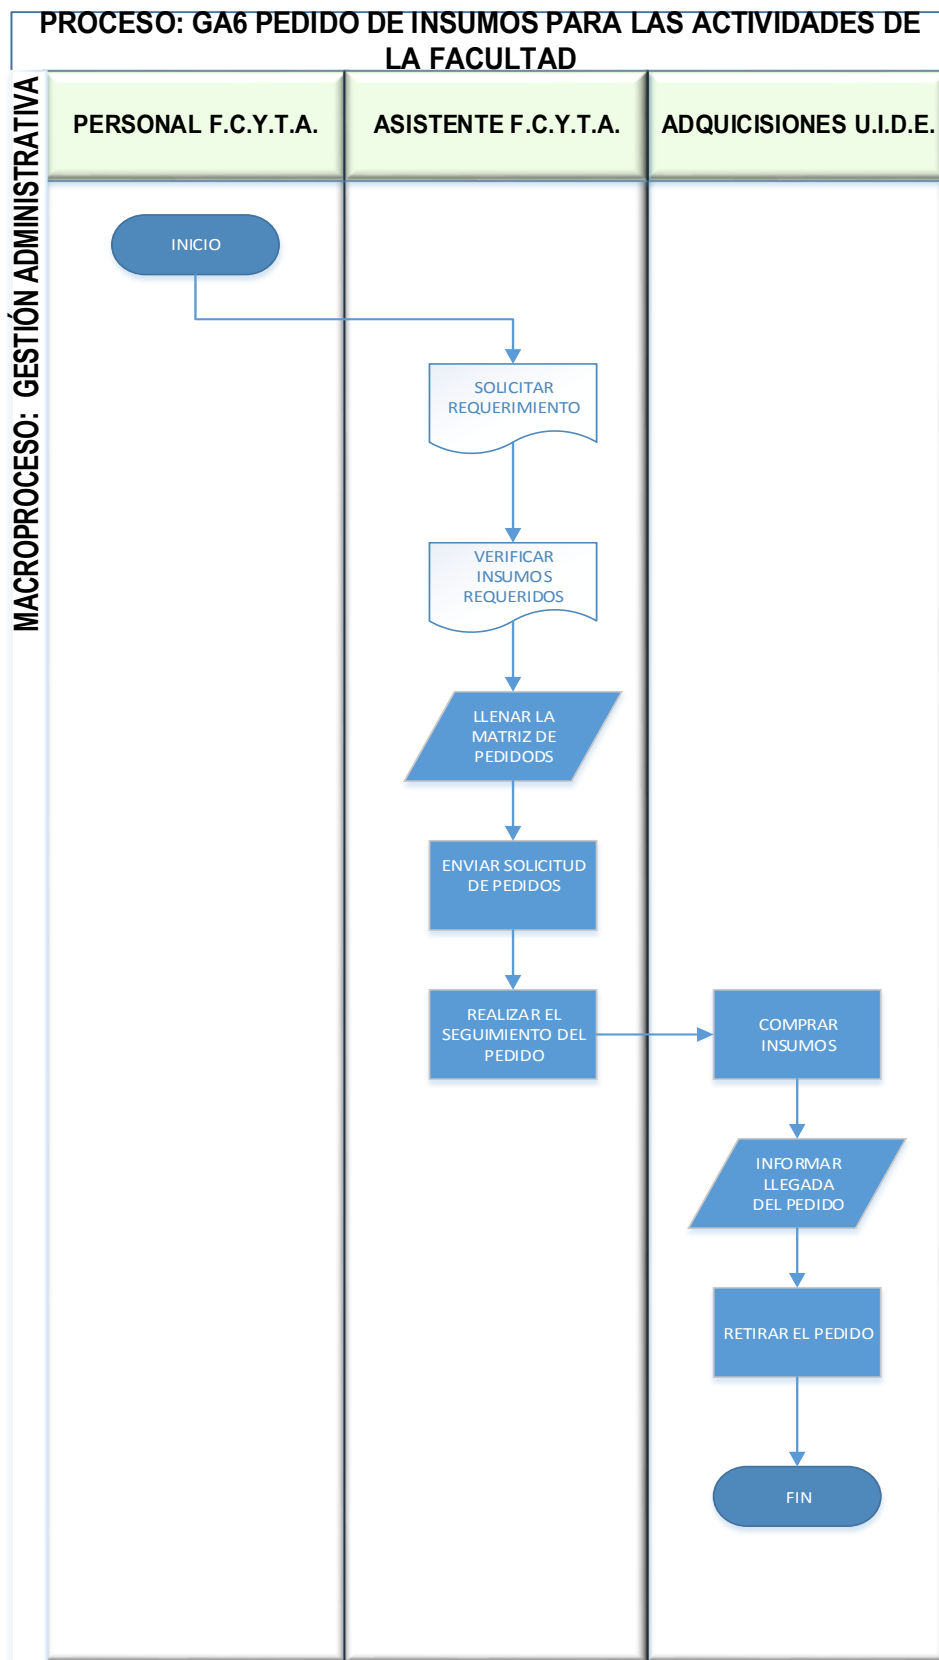 PROCESO: GA6 PEDIDO DE INSUMOS PARA LAS ACTIVIDADES DE
LA FACULTAD
MACROPROCESO: GESTIÓN ADMINISTRATIVA
PERSONAL F.C.Y.T.A.
ASISTENTE F.C.Y.T.A.
ADQUICISIONES U.I.D.E.
INICIO
SOLICITAR
REQUERIMIENTO
VERIFICAR
INSUMOS
REQUERIDOS
LLENAR LA
MATRIZ DE
PEDIDODS
ENVIAR SOLICITUD
DE PEDIDOS
REALIZAR EL
SEGUIMIENTO DEL
PEDIDO
COMPRAR
INSUMOS
INFORMAR
LLEGADA
DEL PEDIDO
RETIRAR EL PEDIDO
FIN